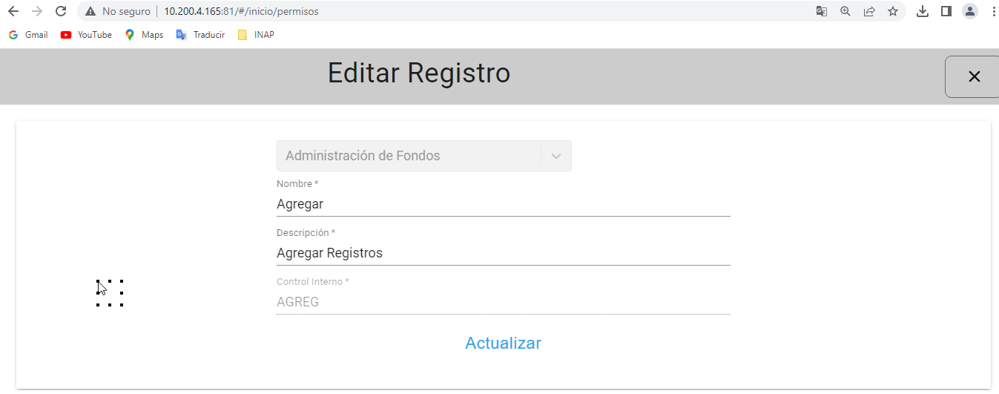 No seguro
10.200.4.165:81/#/inicio/permisos
Gmail
YouTube
Maps
Traducir
INAP
Editar Registro
Administración de Fondos
Nombre *
Agregar
Descripción *
Agregar Registros
Control Interno *
AGREG
Actualizar